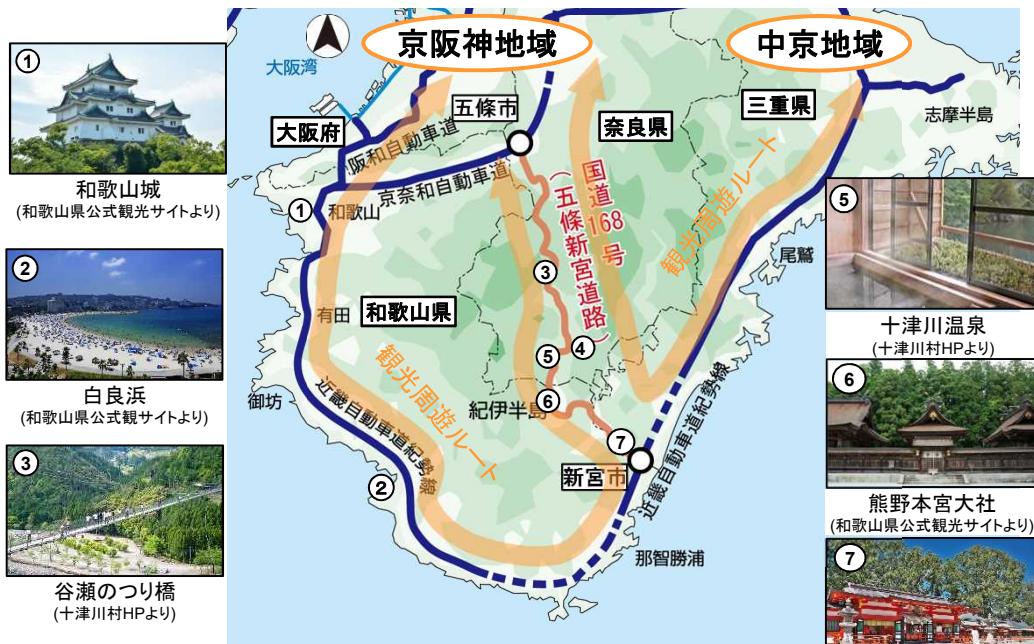 ①
和歌山城
(和歌山県公式観光サイトより)
②
白良浜
(和歌山県公式観サイトより)
③
谷瀬のつり橋
(十津川村HPより)
京阪神地域
中京地域
大阪湾
五條市
大阪府
奈良県
三重県
志摩半島
阪和自動車道
京奈和自動車道
①
和歌山
国道168号
(五條新宮道路)
観光周遊ルート
尾鷲
③
有田
和歌山県
④
⑤
観光周遊ルート
御坊
近畿自動車道紀勢線
紀伊半島
⑥
⑦
近畿自動車道紀勢線
②
新宮市
那智勝浦
⑤
十津川温泉
(十津川村HPより)
⑥
熊野本宮大社
(和歌山県公式観光サイトより)
⑦